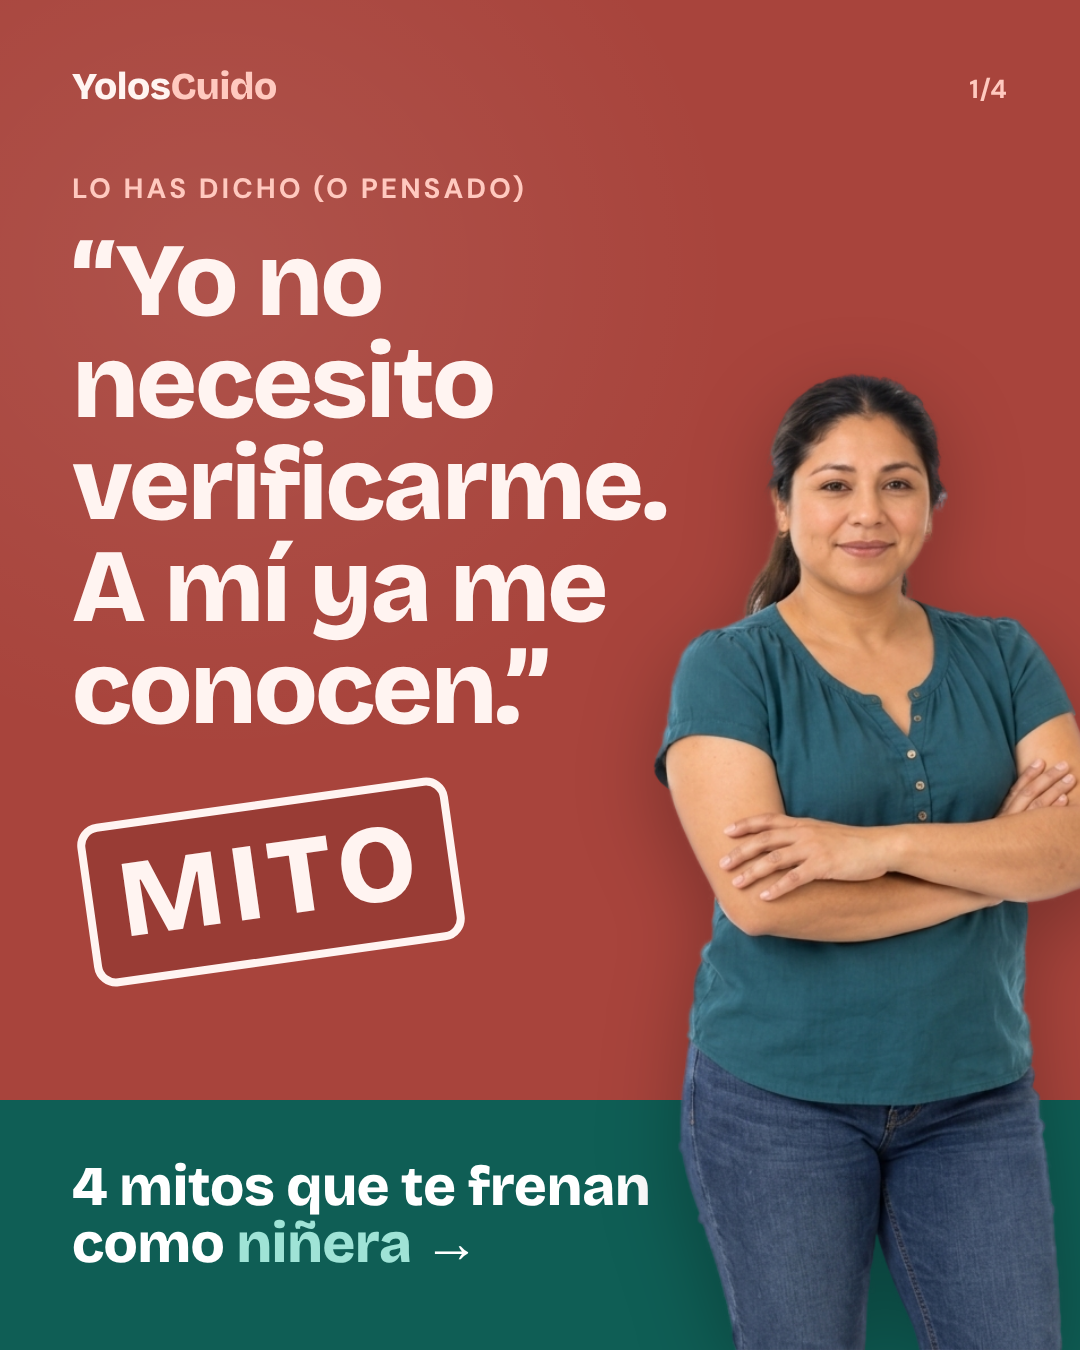 YolosCuido
1/4
LO HAS DICHO (O PENSADO)
“Yo no
necesito
verificarme.
A mí ya me
conocen.”
MITO
4 mitos que te frenan
como niñera →